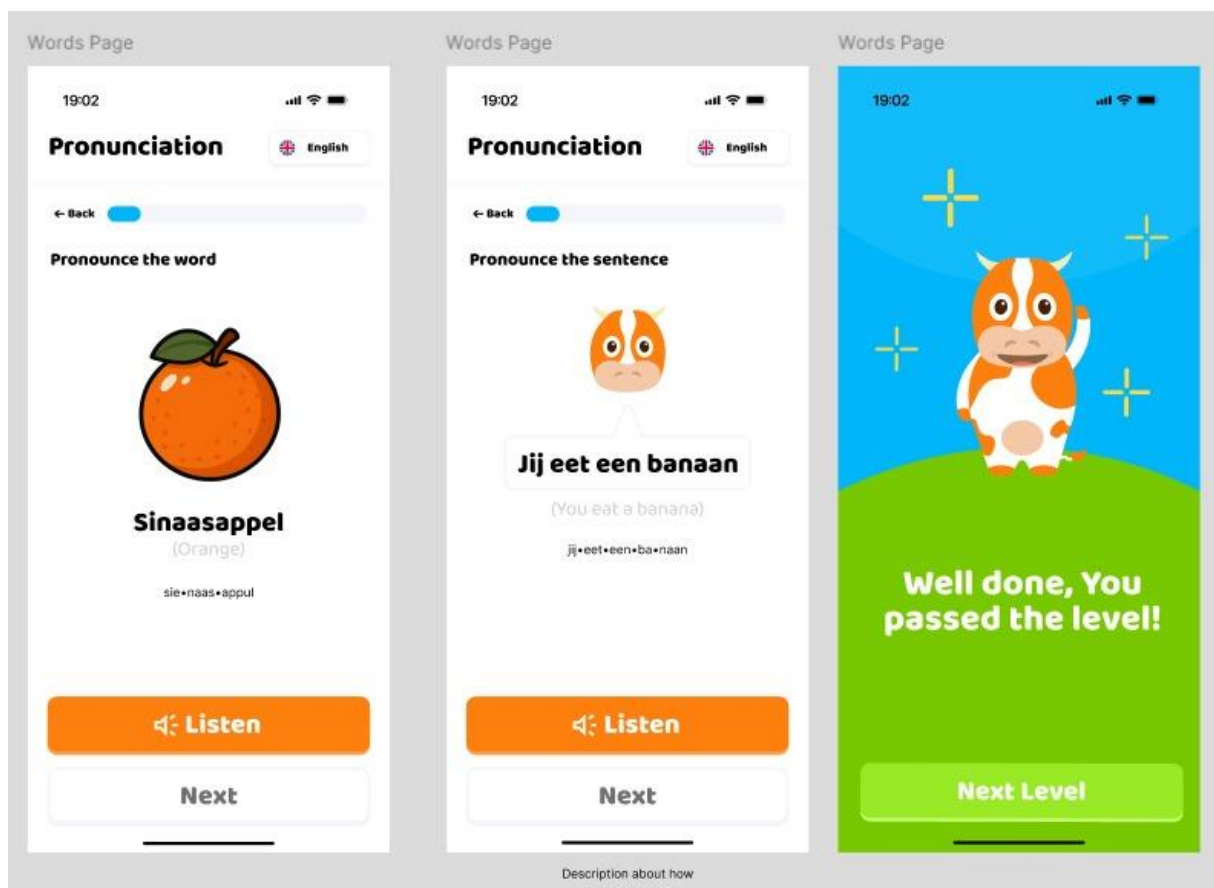 Words Page
19:02
Pronunciation
English
← Back
Pronounce the word
Sinaasappel
(Orange)
sie•naas•appul
Listen
Next
Words Page
19:02
Pronunciation
English
← Back
Pronounce the sentence
Jij eet een banaan
(You eat a banana)
jij•eet•een•ba•naan
Listen
Next
Description about how
Words Page
19:02
Well done, You
passed the level!
Next Level